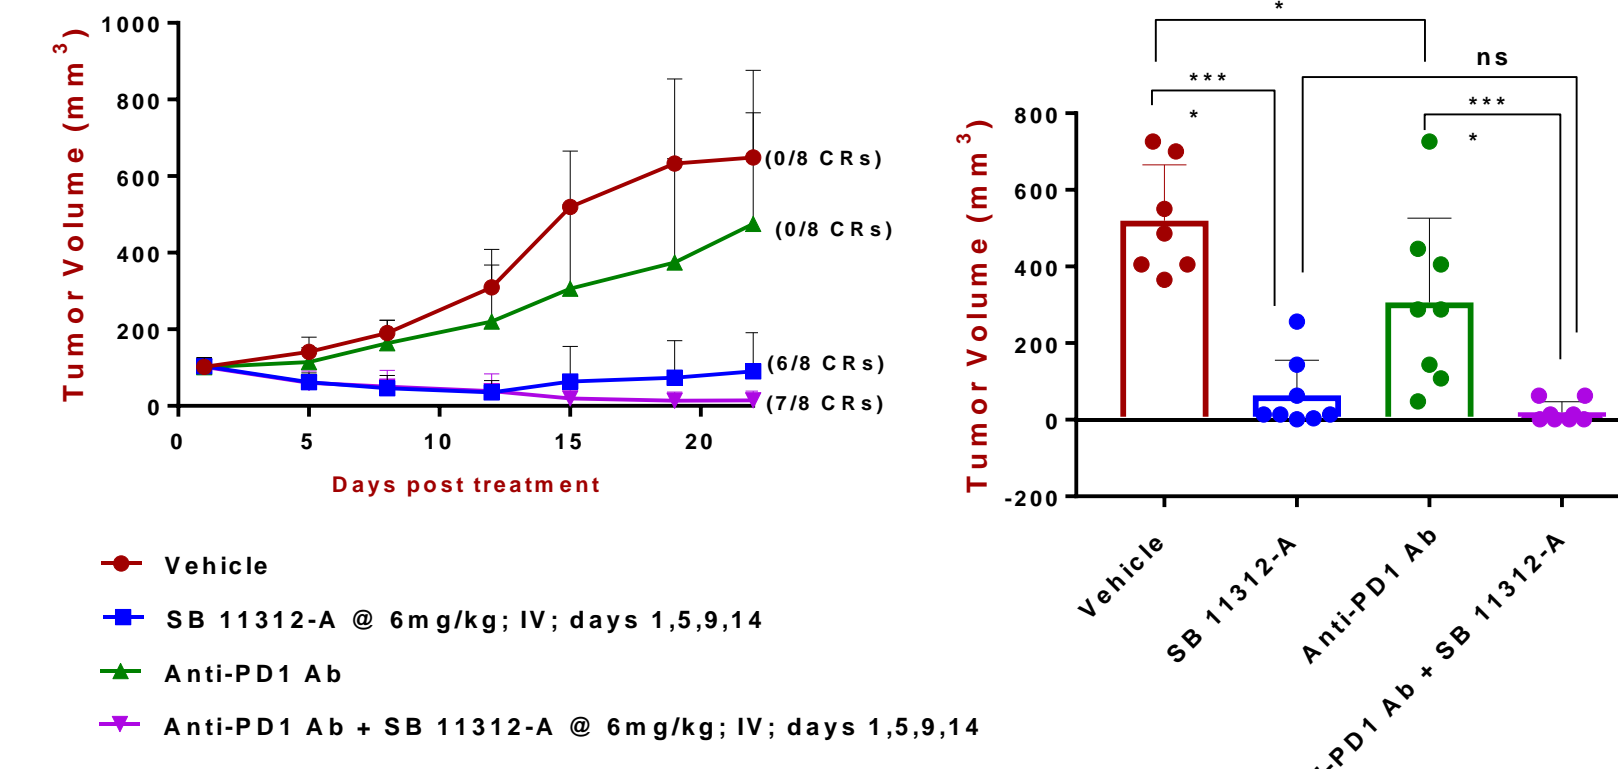 Tumor Volume (mm³)
1000
800
600
400
200
0
0 5 10 15 20
Days post treatment
(0/8 CRs)
(0/8 CRs)
(6/8 CRs)
(7/8 CRs)
Vehicle
SB 11312-A @ 6mg/kg; IV; days 1,5,9,14
Anti-PD1 Ab
Anti-PD1 Ab + SB 11312-A @ 6mg/kg; IV; days 1,5,9,14
Tumor Volume (mm³)
800
600
400
200
0
-200
*
ns
***
*
***
*
Vehicle
SB 11312-A
Anti-PD1 Ab
-PD1 Ab + SB 11312-A